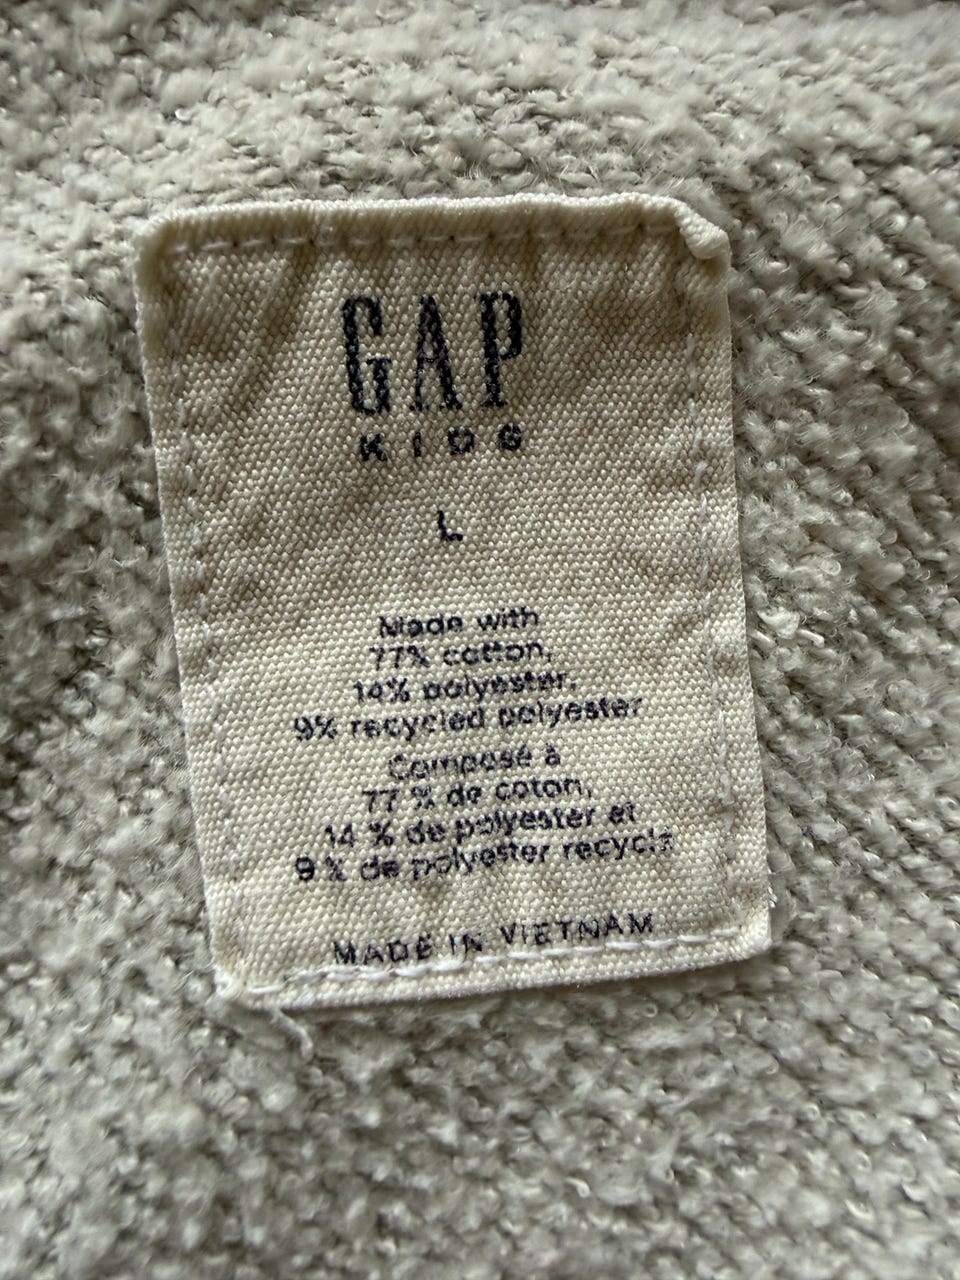 GAP
KIDS
L
Made with
77% cotton,
14% polyester,
9% recycled polyester
Composé à
77 % de coton,
14 % de polyester et
9 % de polyester recyclé
MADE IN VIETNAM